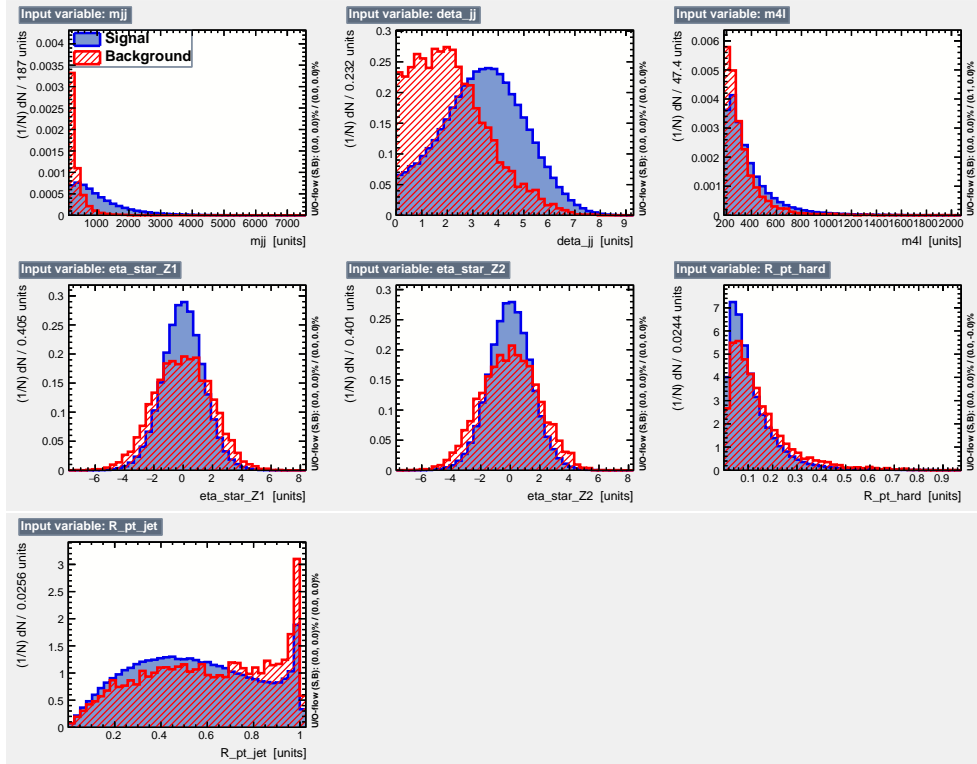 Input variable: mjj
Signal
Background
(1/N) dN / 187 units
0.004
0.0035
0.003
0.0025
0.002
0.0015
0.001
0.0005
0
1000 2000 3000 4000 5000 6000 7000
mjj [units]
U/O-flow (S,B): (0.0, 0.0)% / (0.0, 0.0)%
Input variable: deta_jj
(1/N) dN / 0.232 units
0.3
0.25
0.2
0.15
0.1
0.05
0
0 1 2 3 4 5 6 7 8 9
deta_jj [units]
U/O-flow (S,B): (0.0, 0.0)% / (0.0, 0.0)%
Input variable: m4l
(1/N) dN / 47.4 units
0.006
0.005
0.004
0.003
0.002
0.001
0
200 400 600 800 1000 1200 1400 1600 1800 2000
m4l [units]
U/O-flow (S,B): (0.0, 0.0)% / (0.1, 0.0)%
Input variable: eta_star_Z1
(1/N) dN / 0.405 units
0.3
0.25
0.2
0.15
0.1
0.05
0
−6 −4 −2 0 2 4 6 8
eta_star_Z1 [units]
U/O-flow (S,B): (0.0, 0.0)% / (0.0, 0.0)%
Input variable: eta_star_Z2
(1/N) dN / 0.401 units
0.3
0.25
0.2
0.15
0.1
0.05
0
−6 −4 −2 0 2 4 6 8
eta_star_Z2 [units]
U/O-flow (S,B): (0.0, 0.0)% / (0.0, 0.0)%
Input variable: R_pt_hard
(1/N) dN / 0.0244 units
7
6
5
4
3
2
1
0
0.1 0.2 0.3 0.4 0.5 0.6 0.7 0.8 0.9
R_pt_hard [units]
U/O-flow (S,B): (0.0, 0.0)% / (0.0, -0.0)%
Input variable: R_pt_jet
(1/N) dN / 0.0256 units
3
2.5
2
1.5
1
0.5
0
0.2 0.4 0.6 0.8 1
R_pt_jet [units]
U/O-flow (S,B): (0.0, 0.0)% / (0.0, 0.0)%